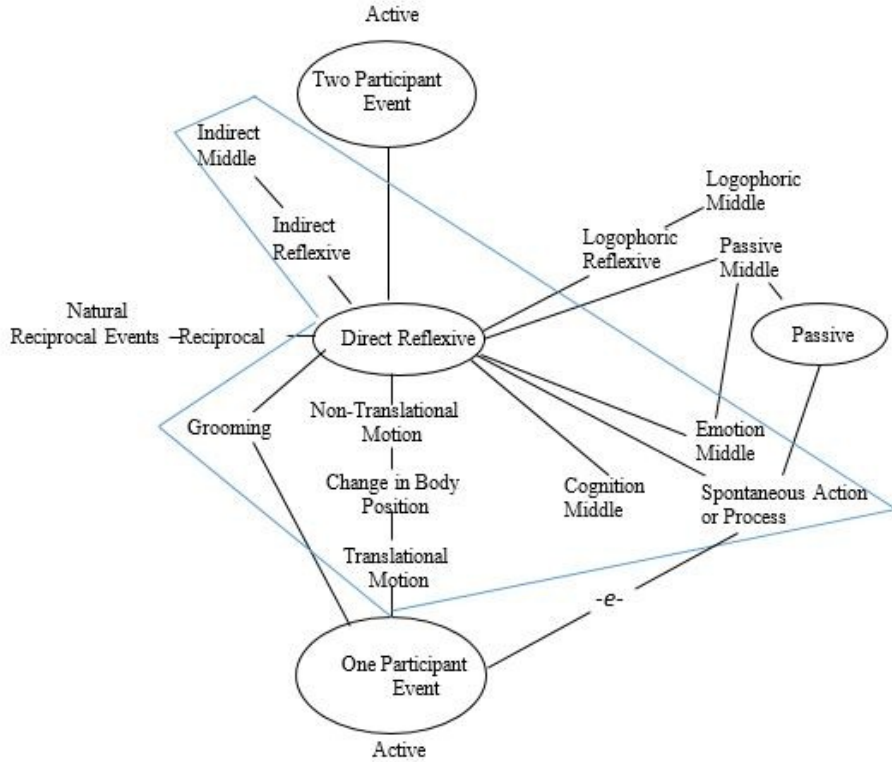 Active
Two Participant
Event
Indirect
Middle
Indirect
Reflexive
Logophoric
Middle
Logophoric
Reflexive
Passive
Middle
Natural
Reciprocal Events
Reciprocal
Direct Reflexive
Passive
Grooming
Non-Translational
Motion
Emotion
Middle
Change in Body
Position
Cognition
Middle
Spontaneous Action
or Process
Translational
Motion
-e-
One Participant
Event
Active